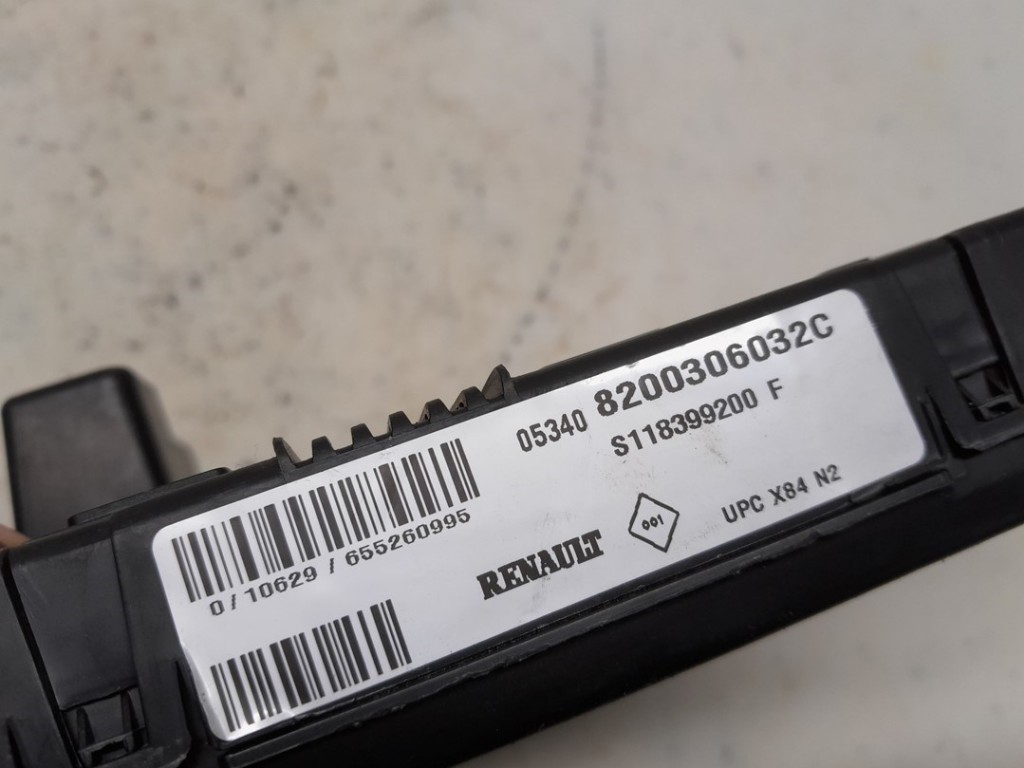 05340 8200306032C
S118399200 F
0/10629 / 655260995
RENAULT 001 UPC X84 N2